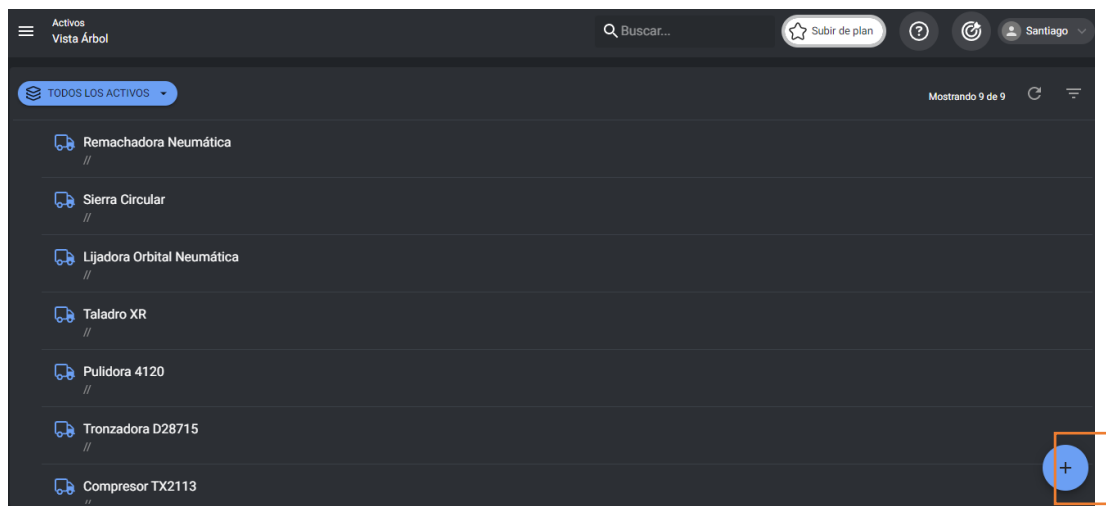 Activos
Vista Árbol
Buscar...
Subir de plan
Santiago
TODOS LOS ACTIVOS
Mostrando 9 de 9
Remachadora Neumática
//
Sierra Circular
//
Lijadora Orbital Neumática
//
Taladro XR
//
Pulidora 4120
//
Tronzadora D28715
//
Compresor TX2113
//